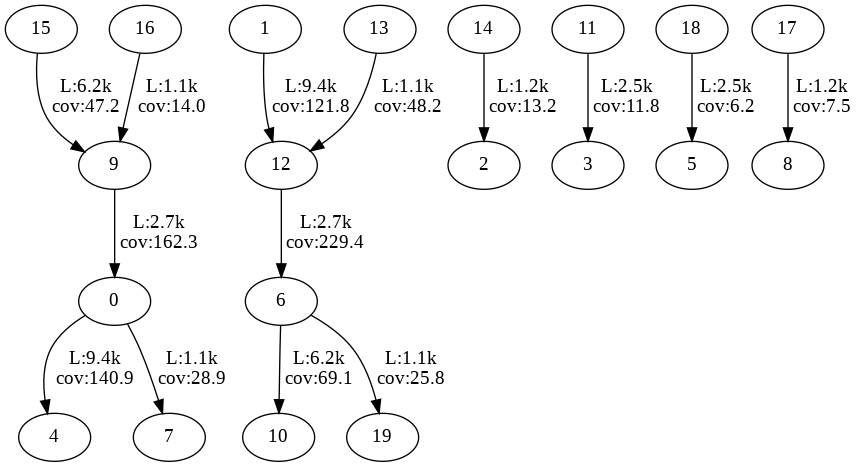 15 16 1 13 14 11 18 17
L:6.2k L:1.1k L:9.4k L:1.1k L:1.2k L:2.5k L:2.5k L:1.2k
cov:47.2 cov:14.0 cov:121.8 cov:48.2 cov:13.2 cov:11.8 cov:6.2 cov:7.5
9 12 2 3 5 8
L:2.7k L:2.7k
cov:162.3 cov:229.4
0 6
L:9.4k L:1.1k L:6.2k L:1.1k
cov:140.9 cov:28.9 cov:69.1 cov:25.8
4 7 10 19